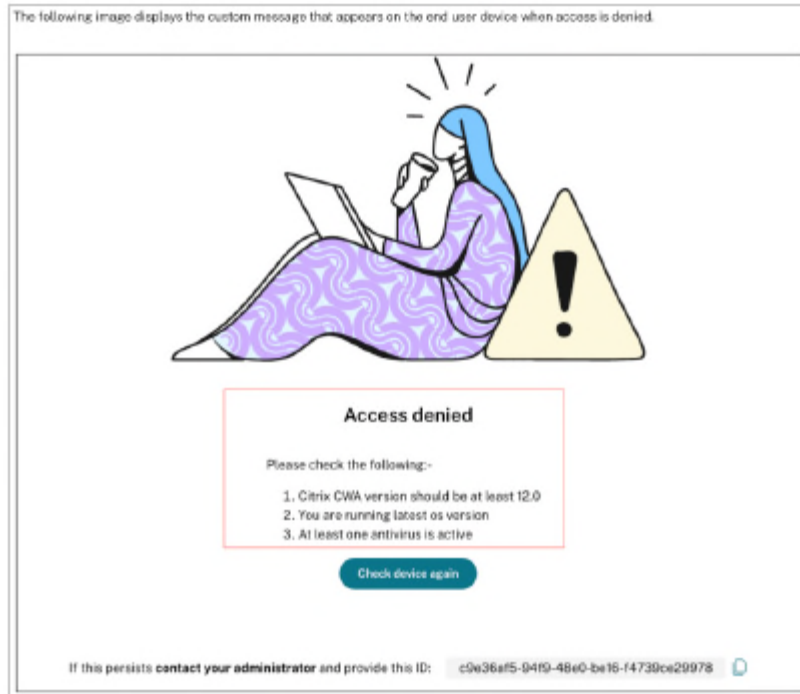 The following image displays the custom message that appears on the end user device when access is denied.
Access denied
Please check the following:-
1. Citrix CWA version should be at least 12.0
2. You are running latest os version
3. At least one antivirus is active
Check device again
If this persists contact your administrator and provide this ID: c9e36af5-94f9-48e0-be16-f4739ce29978